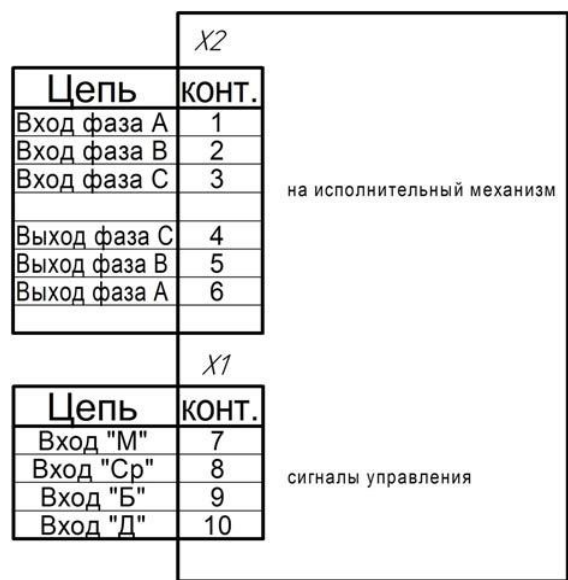 X2
Цепь конт.
Вход фаза А 1
Вход фаза В 2
Вход фаза С 3
на исполнительный механизм
Выход фаза С 4
Выход фаза В 5
Выход фаза А 6
X1
Цепь конт.
Вход "М" 7
Вход "Ср" 8
сигналы управления
Вход "Б" 9
Вход "Д" 10